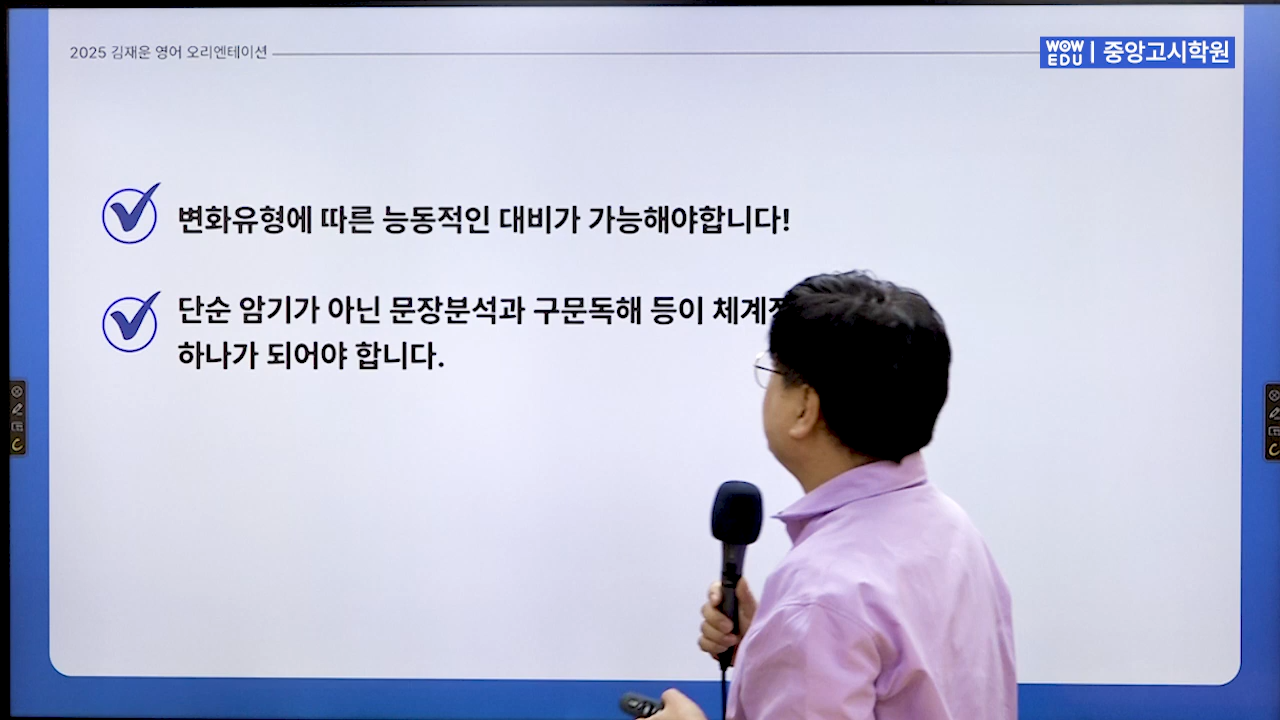 2025 김재운 영어 오리엔테이션
WOW EDU | 중앙고시학원
변화유형에 따른 능동적인 대비가 가능해야합니다!
단순 암기가 아닌 문장분석과 구문독해 등이
하나가 되어야 합니다.